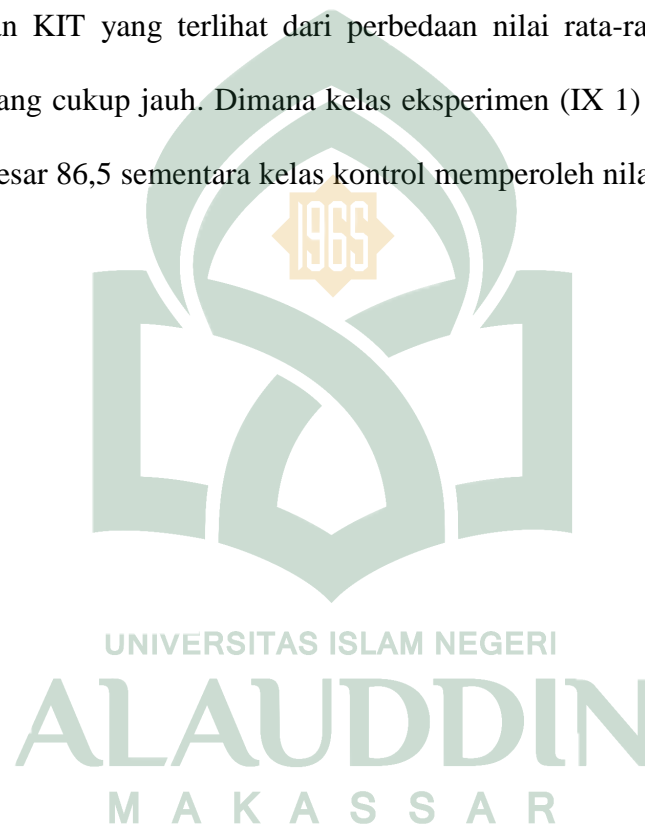 n KIT yang terlihat dari perbedaan nilai rata-ra
ang cukup jauh. Dimana kelas eksperimen (IX 1)
esar 86,5 sementara kelas kontrol memperoleh nila
1965
UNIVERSITAS ISLAM NEGERI
ALAUDDIN
MAKASSAR